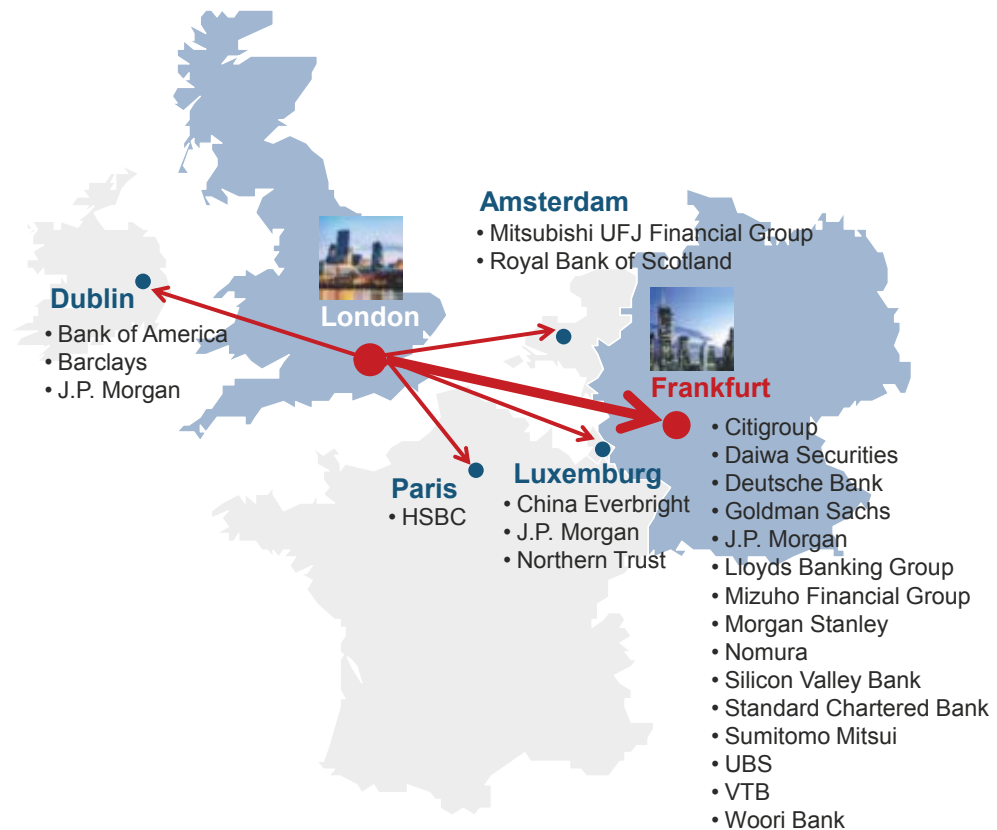 Amsterdam
• Mitsubishi UFJ Financial Group
• Royal Bank of Scotland
Dublin
• Bank of America
• Barclays
• J.P. Morgan
London
Frankfurt
• Citigroup
• Daiwa Securities
• Deutsche Bank
• Goldman Sachs
• J.P. Morgan
• Lloyds Banking Group
• Mizuho Financial Group
• Morgan Stanley
• Nomura
• Silicon Valley Bank
• Standard Chartered Bank
• Sumitomo Mitsui
• UBS
• VTB
• Woori Bank
Paris
• HSBC
Luxemburg
• China Everbright
• J.P. Morgan
• Northern Trust